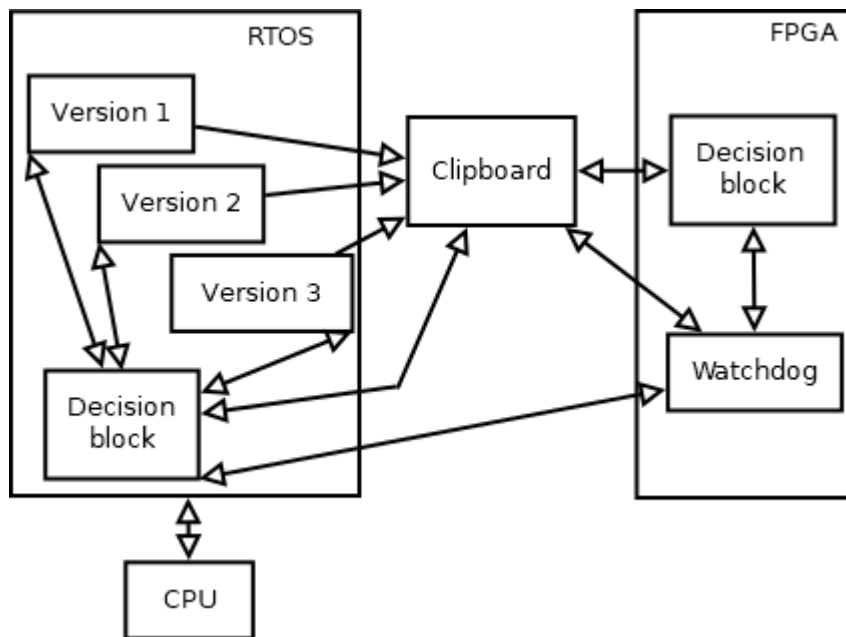 RTOS
Version 1
Version 2
Version 3
Decision
block
CPU
Clipboard
FPGA
Decision
block
Watchdog